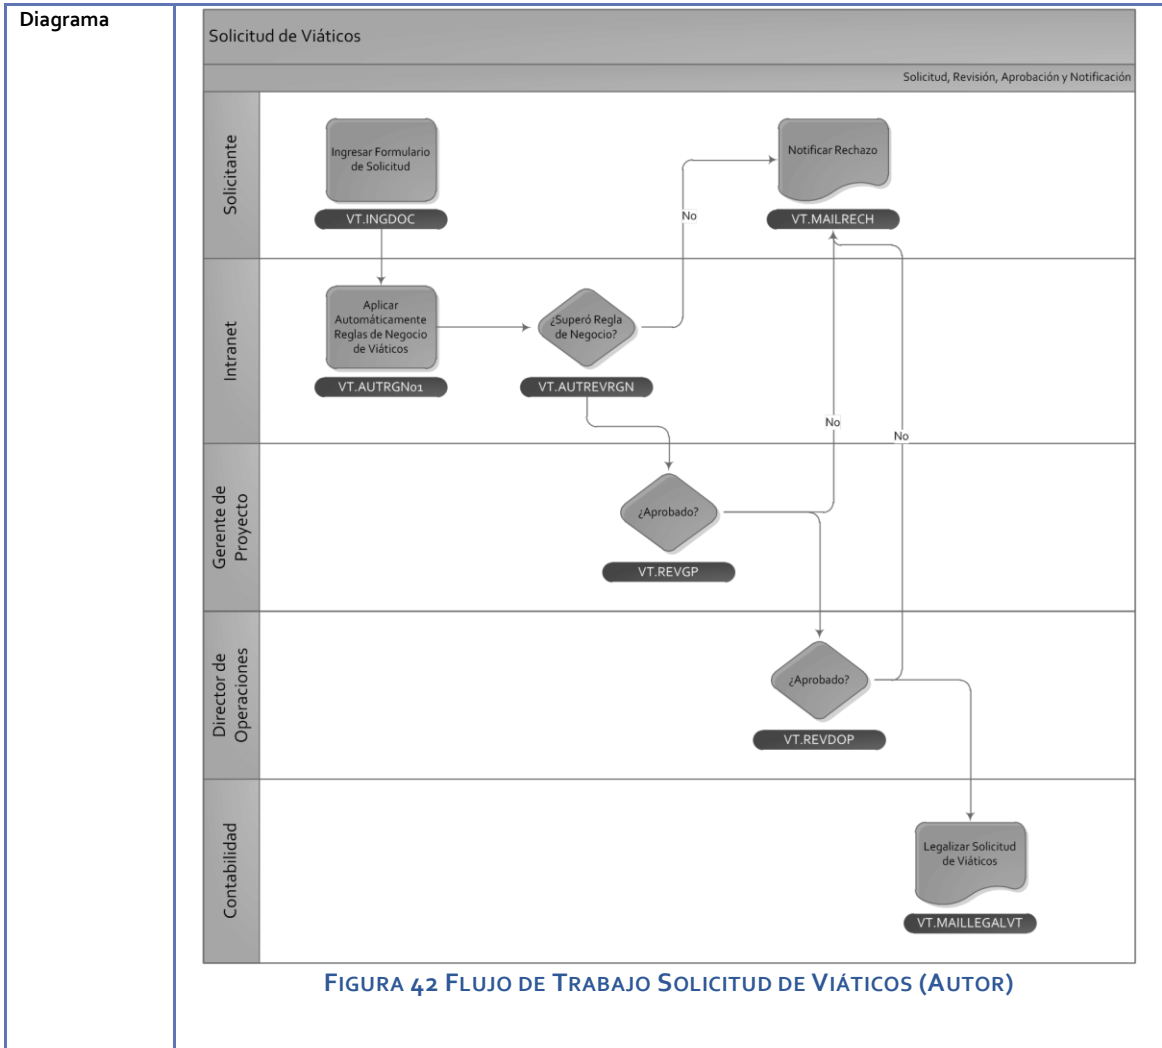 Diagrama
Solicitud de Viáticos
Solicitud, Revisión, Aprobación y Notificación
Solicitante
Ingresar Formulario
de Solicitud
VT.INGDOC
No
Notificar Rechazo
VT.MAILRECH
Intranet
Aplicar
Automáticamente
Reglas de Negocio
de Viáticos
VT.AUTRGN01
¿Superó Regla
de Negocio?
VT.AUTREVRGN
No
No
Gerente de
Proyecto
¿Aprobado?
VT.REVGP
Director de
Operaciones
¿Aprobado?
VT.REVDOP
Contabilidad
Legalizar Solicitud
de Viáticos
VT.MAILLEGALVT
FIGURA 42 FLUJO DE TRABAJO SOLICITUD DE VIÁTICOS (AUTOR)